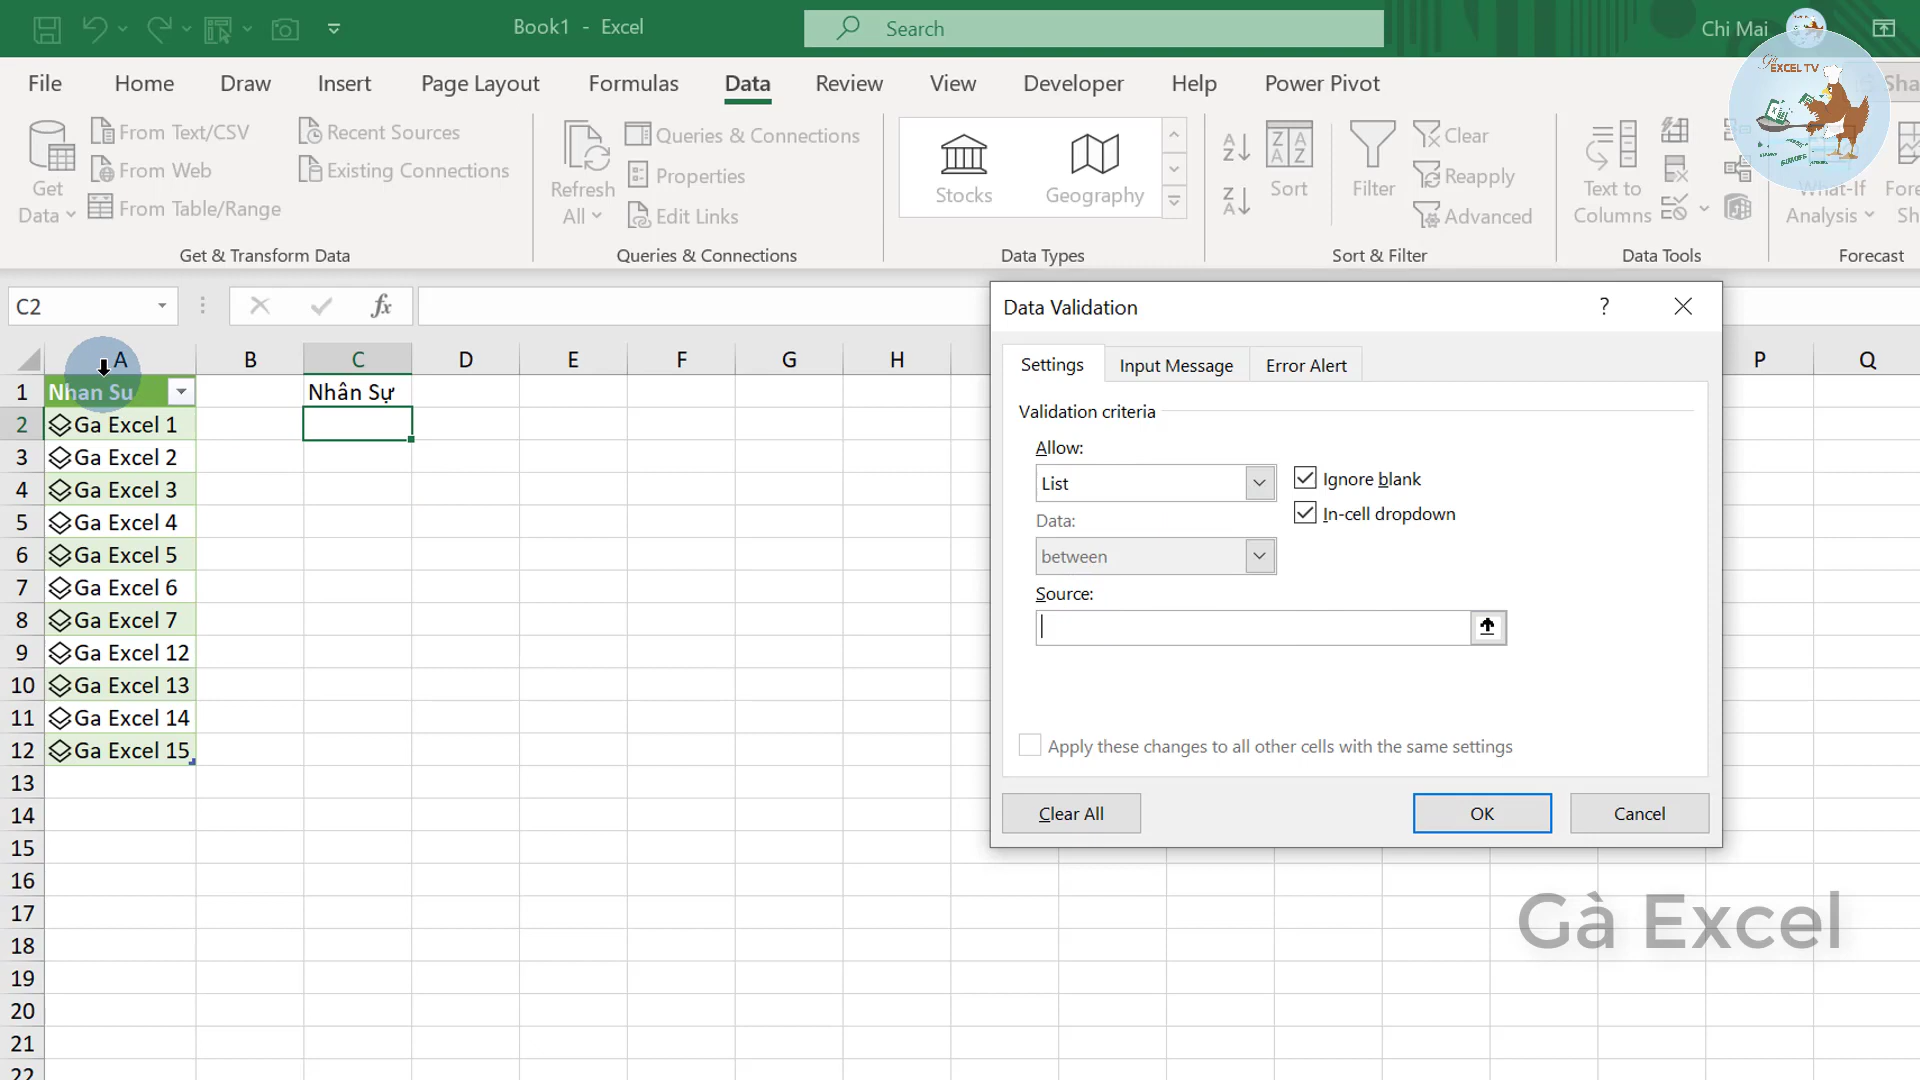 Book1 - Excel
Search
Chi Mai
File Home Draw Insert Page Layout Formulas Data Review View Developer Help Power Pivot
EXCEL TV
Get Data
From Text/CSV
From Web
From Table/Range
Recent Sources
Existing Connections
Get & Transform Data
Refresh All
Queries & Connections
Properties
Edit Links
Queries & Connections
Stocks
Geography
Data Types
Sort
Filter
Clear
Reapply
Advanced
Sort & Filter
Text to Columns
Data Tools
What-If Analysis
Forecast
C2
fx
A B C D E F G H P Q
1 Nhan Su Nhân Sự
2 Ga Excel 1
3 Ga Excel 2
4 Ga Excel 3
5 Ga Excel 4
6 Ga Excel 5
7 Ga Excel 6
8 Ga Excel 7
9 Ga Excel 12
10 Ga Excel 13
11 Ga Excel 14
12 Ga Excel 15
13
14
15
16
17
18
19
20
21
22
Data Validation
?
Settings Input Message Error Alert
Validation criteria
Allow:
List
Ignore blank
In-cell dropdown
Data:
between
Source:
Apply these changes to all other cells with the same settings
Clear All OK Cancel
Gà Excel